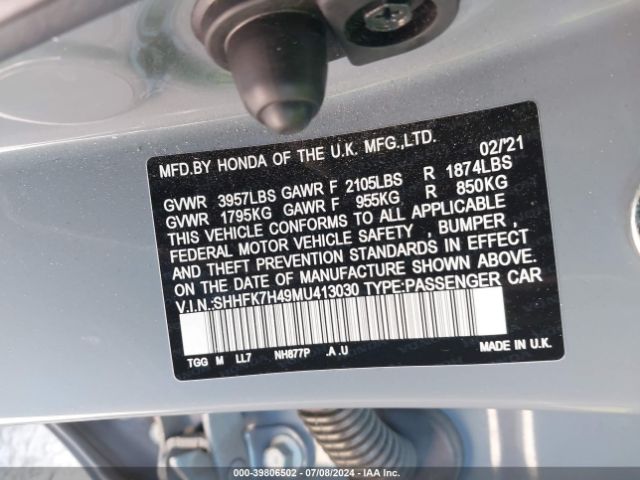 MFD.BY HONDA OF THE U.K. MFG.,LTD. 02/'21
GVWR 3957LBS GAWR F 2105LBS R 1874LBS
GVWR 1795KG GAWR F 955KG R 850KG
THIS VEHICLE CONFORMS TO ALL APPLICABLE
FEDERAL MOTOR VEHICLE SAFETY , BUMPER ,
AND THEFT PREVENTION STANDARDS IN EFFECT
ON THE DATE OF MANUFACTURE SHOWN ABOVE.
V.I.N.:SHHFK7H49MU413030 TYPE:PASSENGER CAR
TGG M LL7 NH877P .A.U MADE IN U.K.
000-39806502 - 07/08/2024 - IAA Inc.